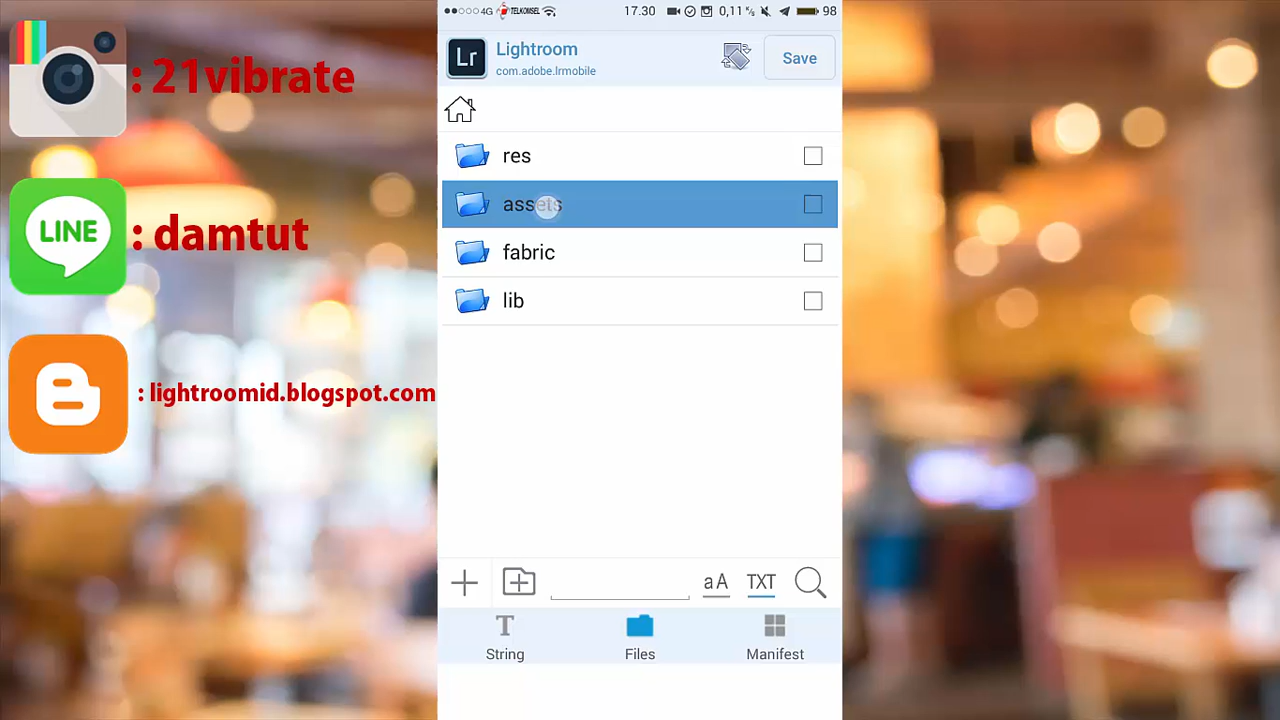 : 21vibrate
LINE
: damtut
: lightroomid.blogspot.com
4G TELKOMSEL 17.30 0,11 K/s 98
Lr Lightroom
com.adobe.lrmobile
Save
res
assets
fabric
lib
aA TXT
String Files Manifest